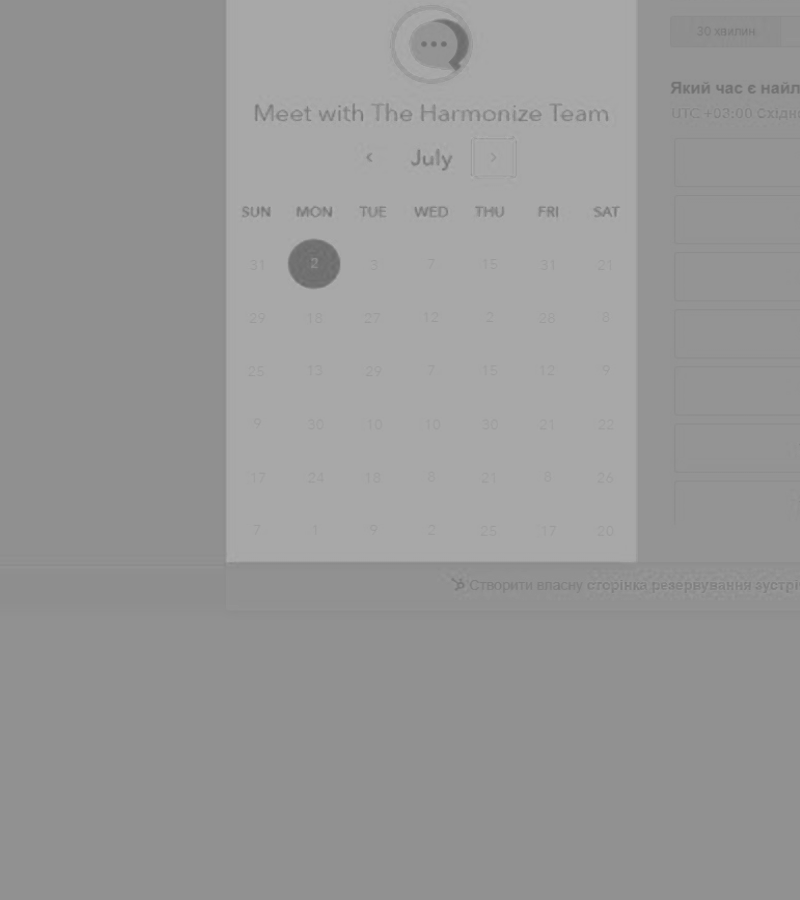 30 хвилин
Meet with The Harmonize Team
Який час є найл
July
UTC +03:00 Східн
SUN MON TUE WED THU FRI SAT
31 2 3 7 15 31 21
29 18 27 12 2 28 8
25 13 29 7 15 12 9
9 30 10 10 30 21 22
17 24 18 8 21 8 26
7 1 9 2 25 17 20
Створити власну сторінка резервування зустрі